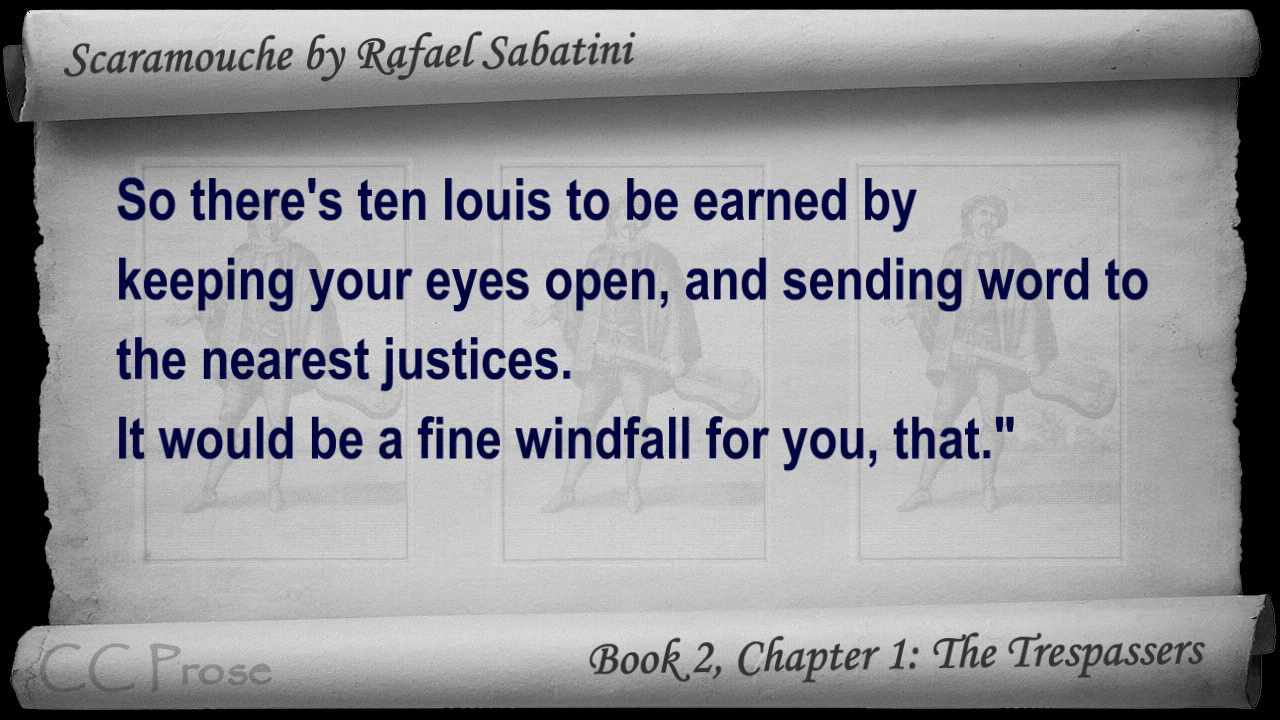 Scaramouche by Rafael Sabatini
So there's ten louis to be earned by
keeping your eyes open, and sending word to
the nearest justices.
It would be a fine windfall for you, that."
CC Prose
Book 2, Chapter 1: The Trespassers